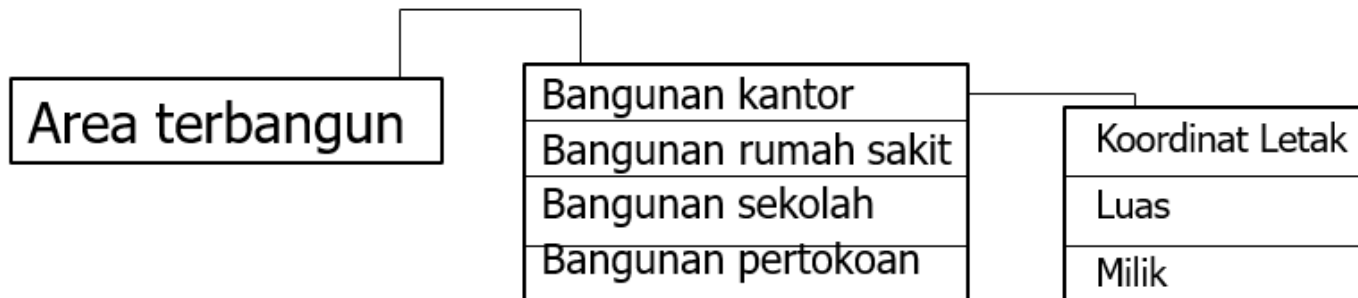 Area terbangun
Bangunan kantor
Bangunan rumah sakit
Bangunan sekolah
Bangunan pertokoan
Koordinat Letak
Luas
Milik